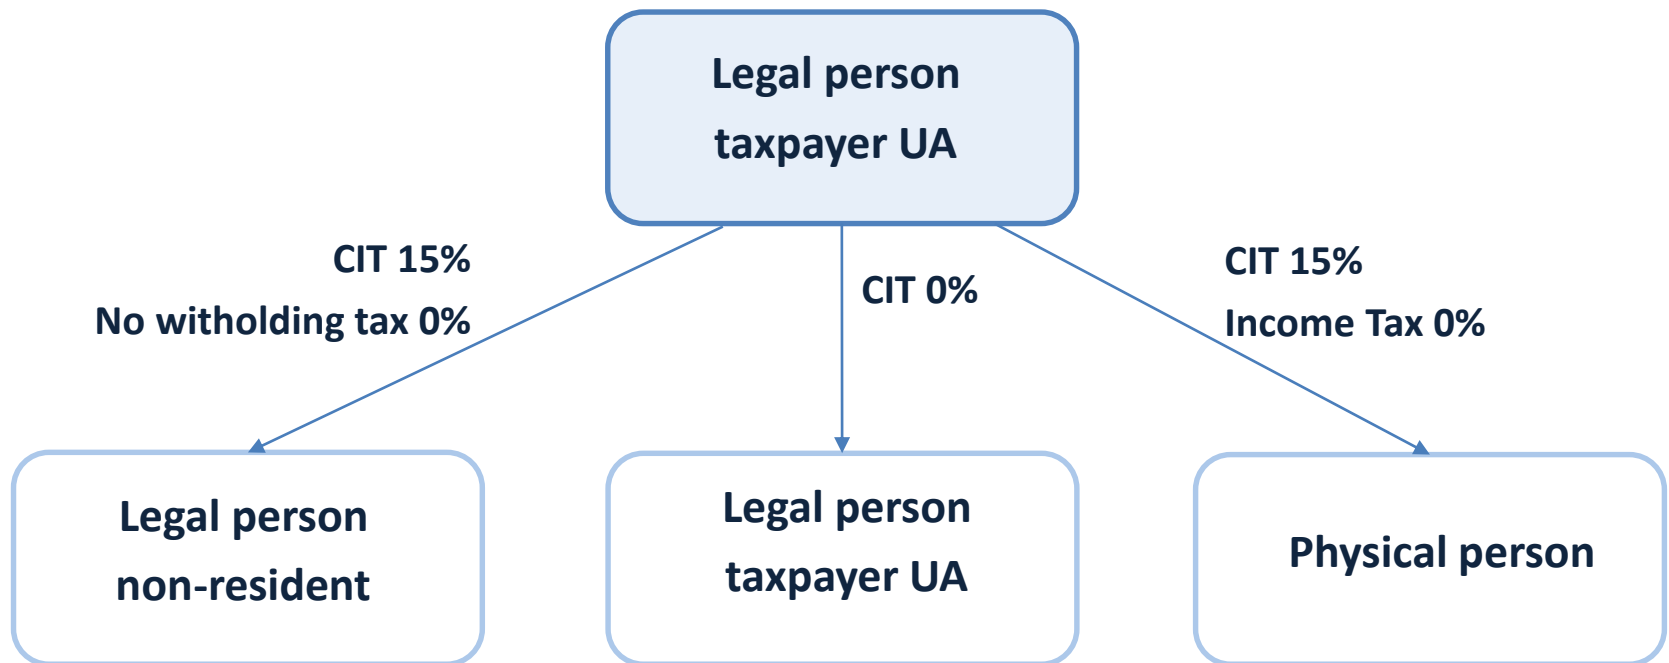 Legal person
taxpayer UA
CIT 15%
No witholding tax 0%
CIT 0%
CIT 15%
Income Tax 0%
Legal person
non-resident
Legal person
taxpayer UA
Physical person